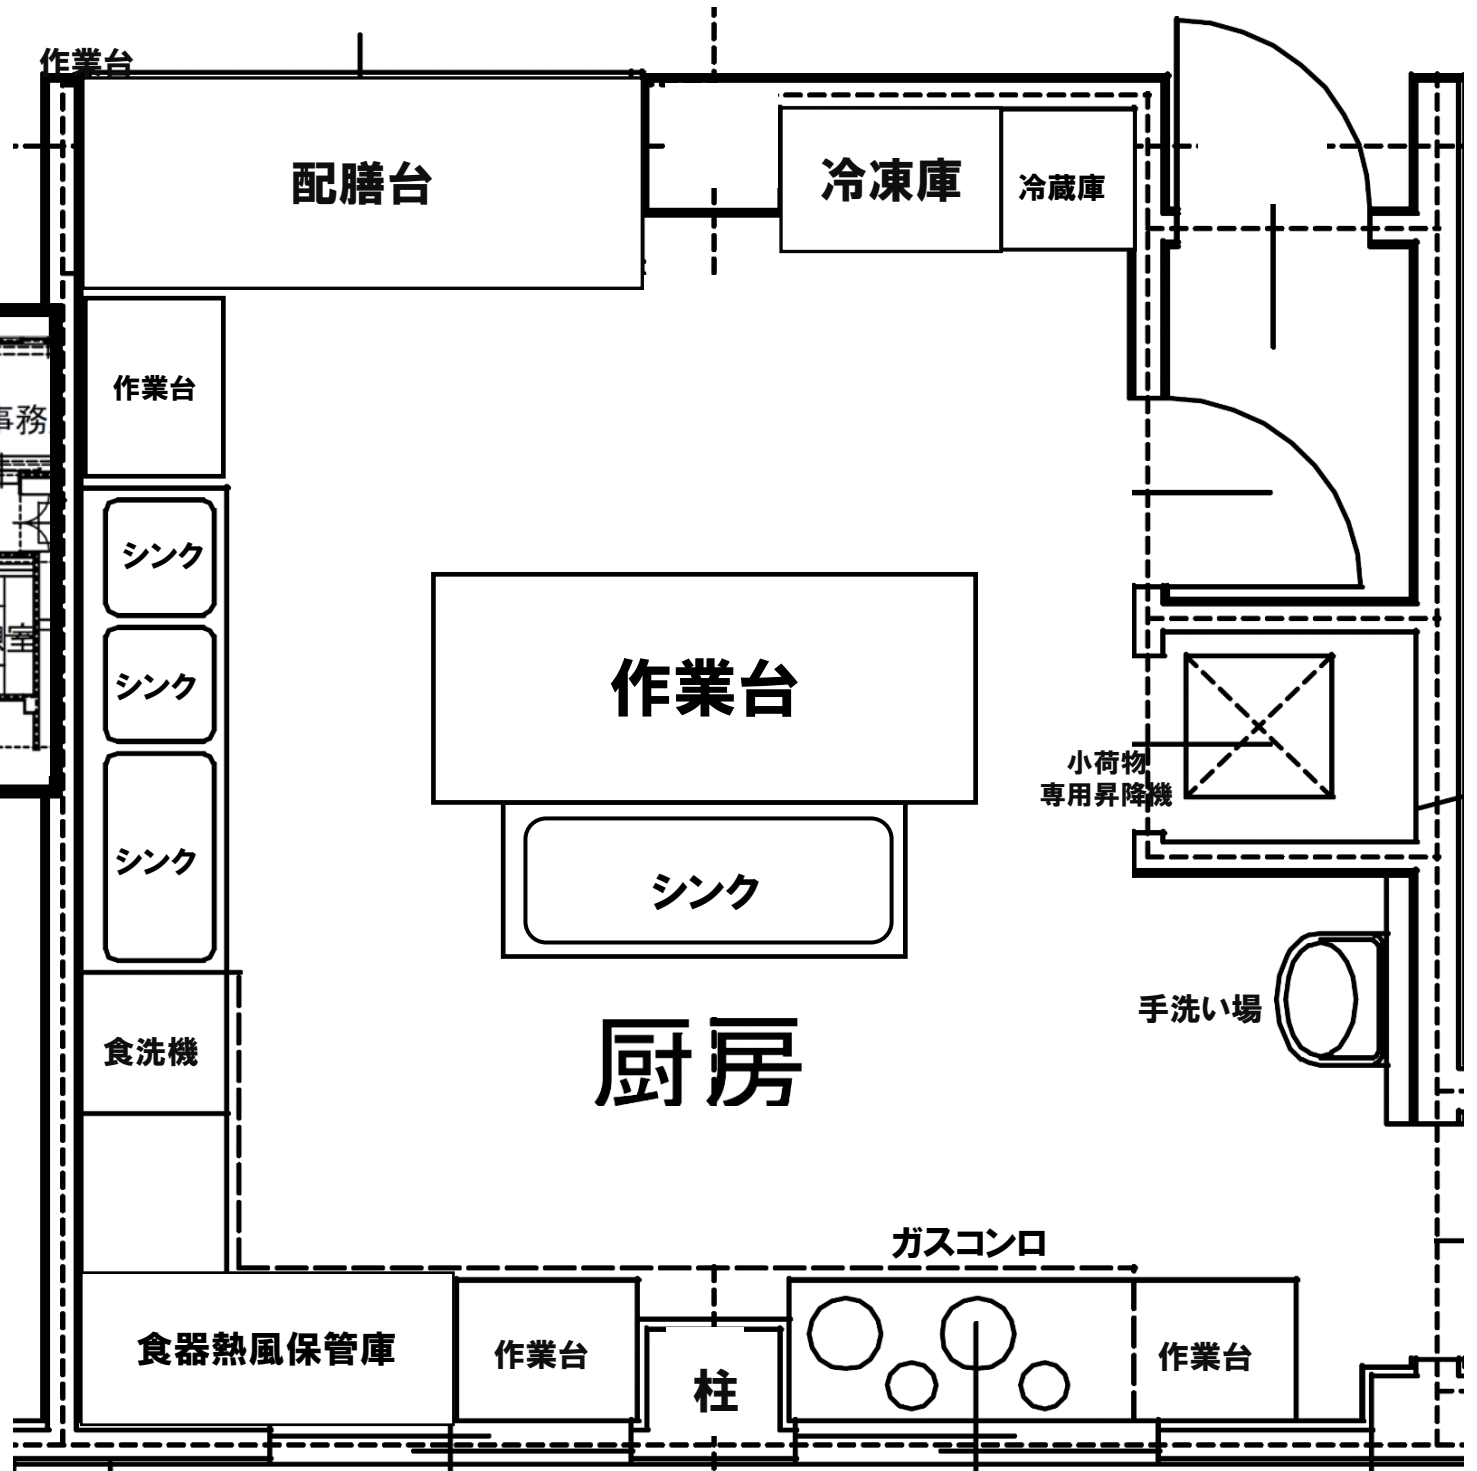 作業台
配膳台
冷凍庫
冷蔵庫
作業台
事務
シンク
室
シンク
作業台
小荷物
専用昇降機
シンク
シンク
手洗い場
食洗機
厨房
ガスコンロ
食器熱風保管庫
作業台
作業台
柱